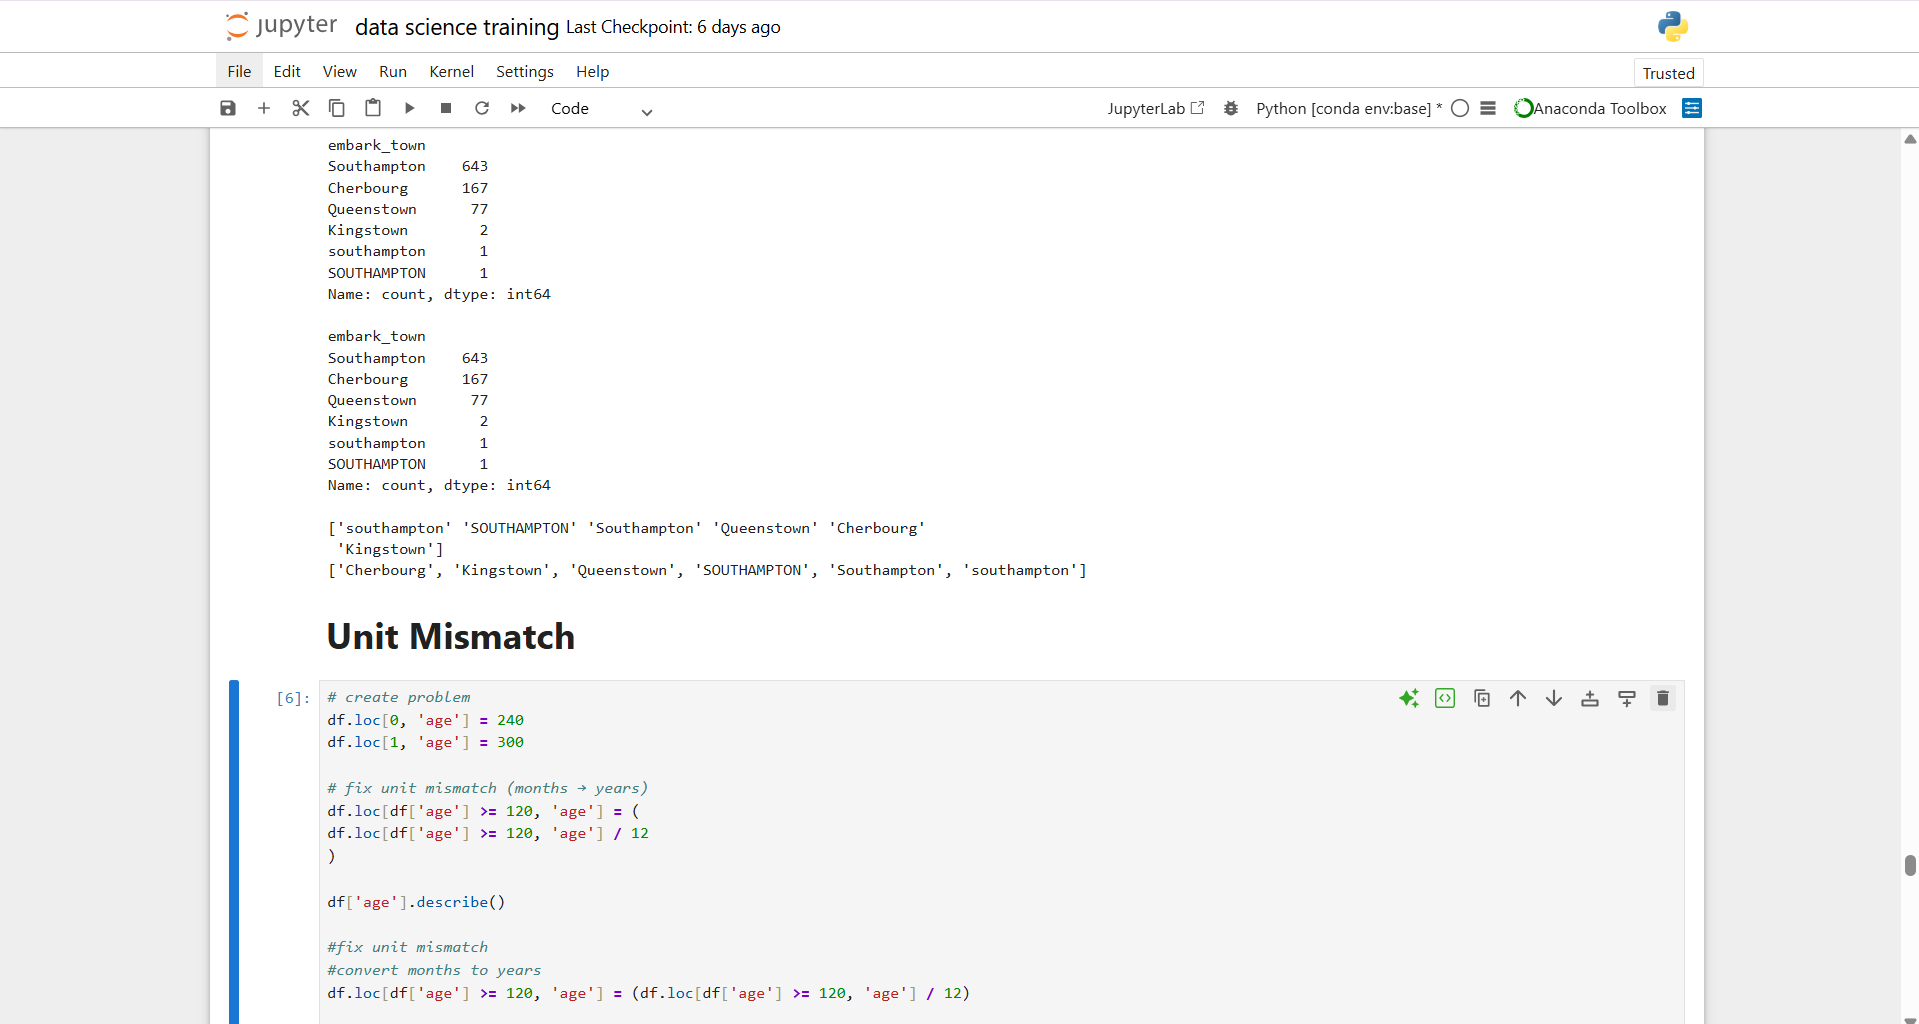 jupyter data science training Last Checkpoint: 6 days ago
File Edit View Run Kernel Settings Help Trusted
Code JupyterLab Python [conda env:base] * Anaconda Toolbox
embark_town
Southampton    643
Cherbourg      167
Queenstown      77
Kingstown        2
southampton      1
SOUTHAMPTON      1
Name: count, dtype: int64
embark_town
Southampton    643
Cherbourg      167
Queenstown      77
Kingstown        2
southampton      1
SOUTHAMPTON      1
Name: count, dtype: int64
['southampton' 'SOUTHAMPTON' 'Southampton' 'Queenstown' 'Cherbourg'
 'Kingstown']
['Cherbourg', 'Kingstown', 'Queenstown', 'SOUTHAMPTON', 'Southampton', 'southampton']
Unit Mismatch
[6]: # create problem
df.loc[0, 'age'] = 240
df.loc[1, 'age'] = 300
# fix unit mismatch (months → years)
df.loc[df['age'] >= 120, 'age'] = (
df.loc[df['age'] >= 120, 'age'] / 12
)
df['age'].describe()
#fix unit mismatch
#convert months to years
df.loc[df['age'] >= 120, 'age'] = (df.loc[df['age'] >= 120, 'age'] / 12)